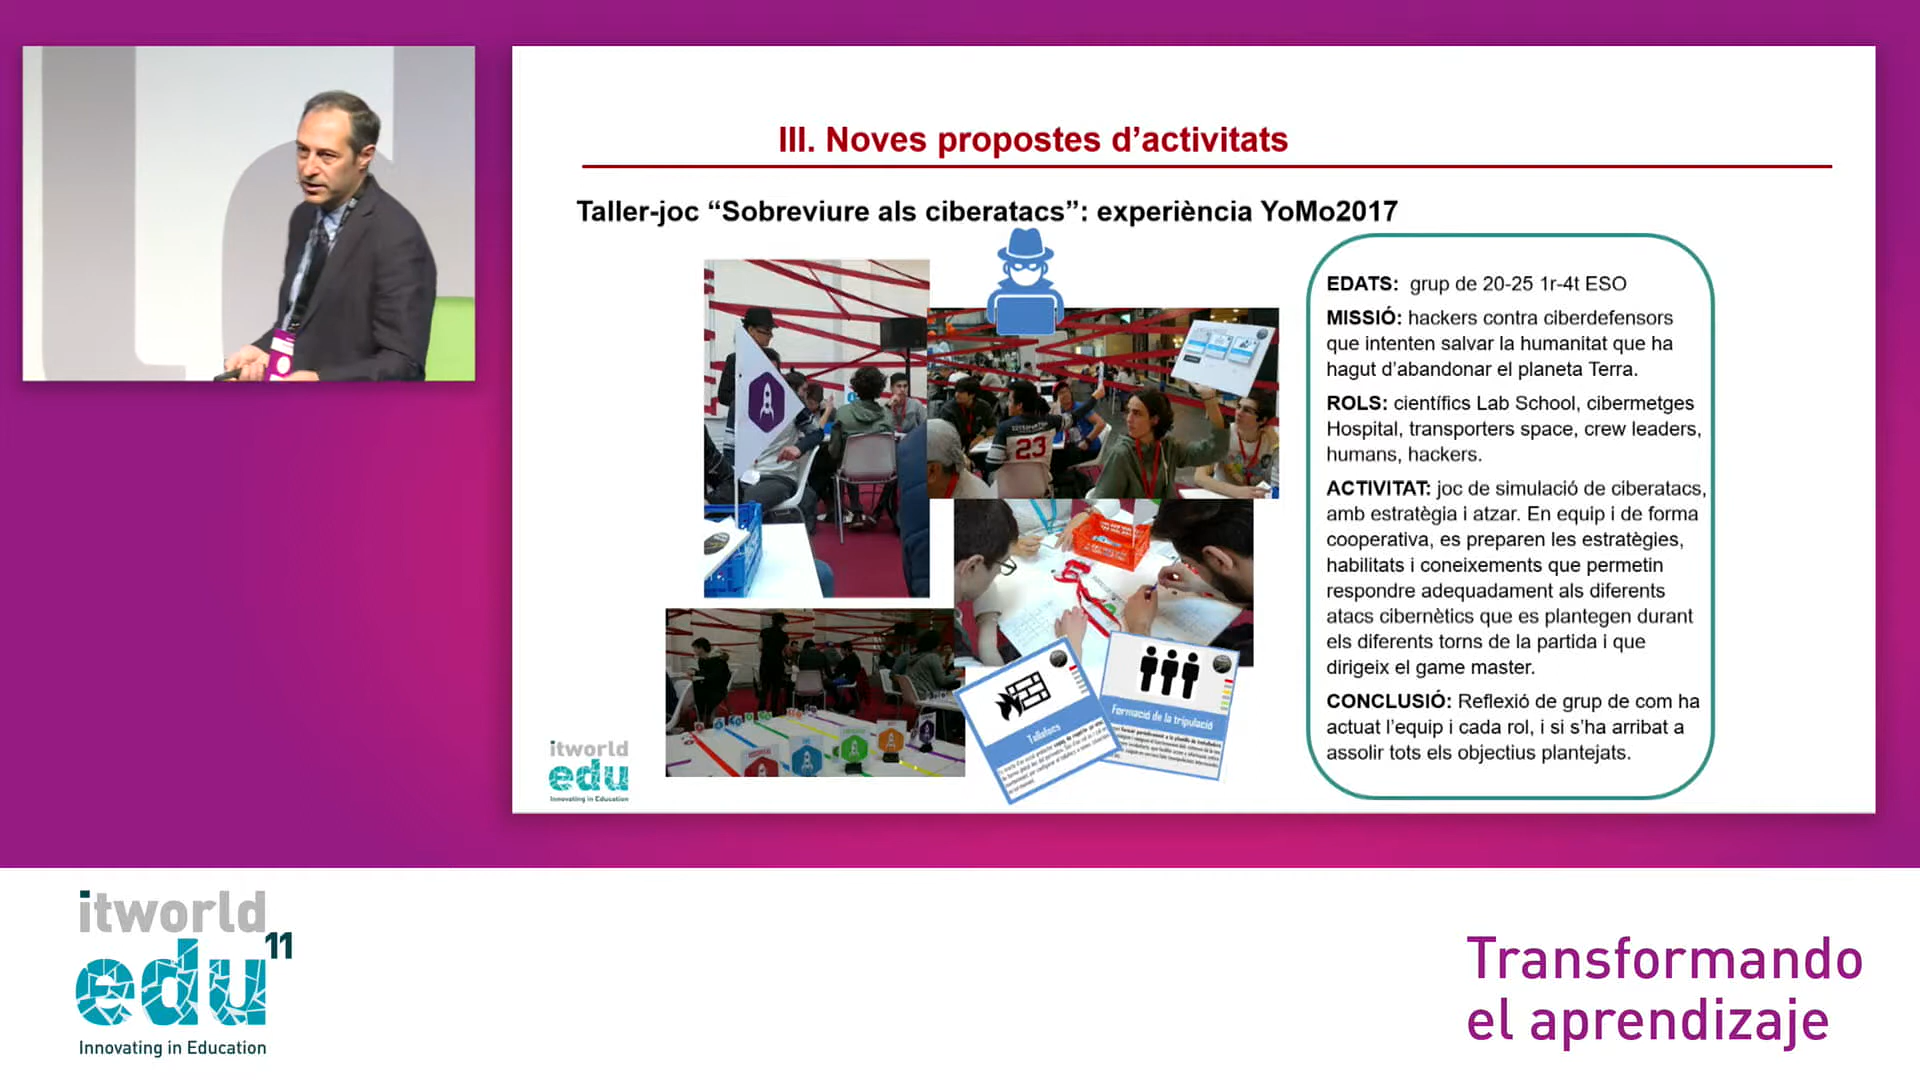 III. Noves propostes d’activitats
Taller-joc “Sobreviure als ciberatacs”: experiència YoMo2017
EDATS: grup de 20-25 1r-4t ESO
MISSIÓ: hackers contra ciberdefensors
que intenten salvar la humanitat que ha
hagut d’abandonar el planeta Terra.
ROLS: científics Lab School, cibermetges
Hospital, transporters space, crew leaders,
humans, hackers.
ACTIVITAT: joc de simulació de ciberatacs,
amb estratègia i atzar. En equip i de forma
cooperativa, es preparen les estratègies,
habilitats i coneixements que permetin
respondre adequadament als diferents
atacs cibernètics que es plantegen durant
els diferents torns de la partida i que
dirigeix el game master.
CONCLUSIÓ: Reflexió de grup de com ha
actuat l’equip i cada rol, i si s’ha arribat a
assolir tots els objectius plantejats.
23
Tallafocs
Formació de la tripulació
itworld
edu
Innovating in Education
itworld
edu 11
Innovating in Education
Transformando
el aprendizaje